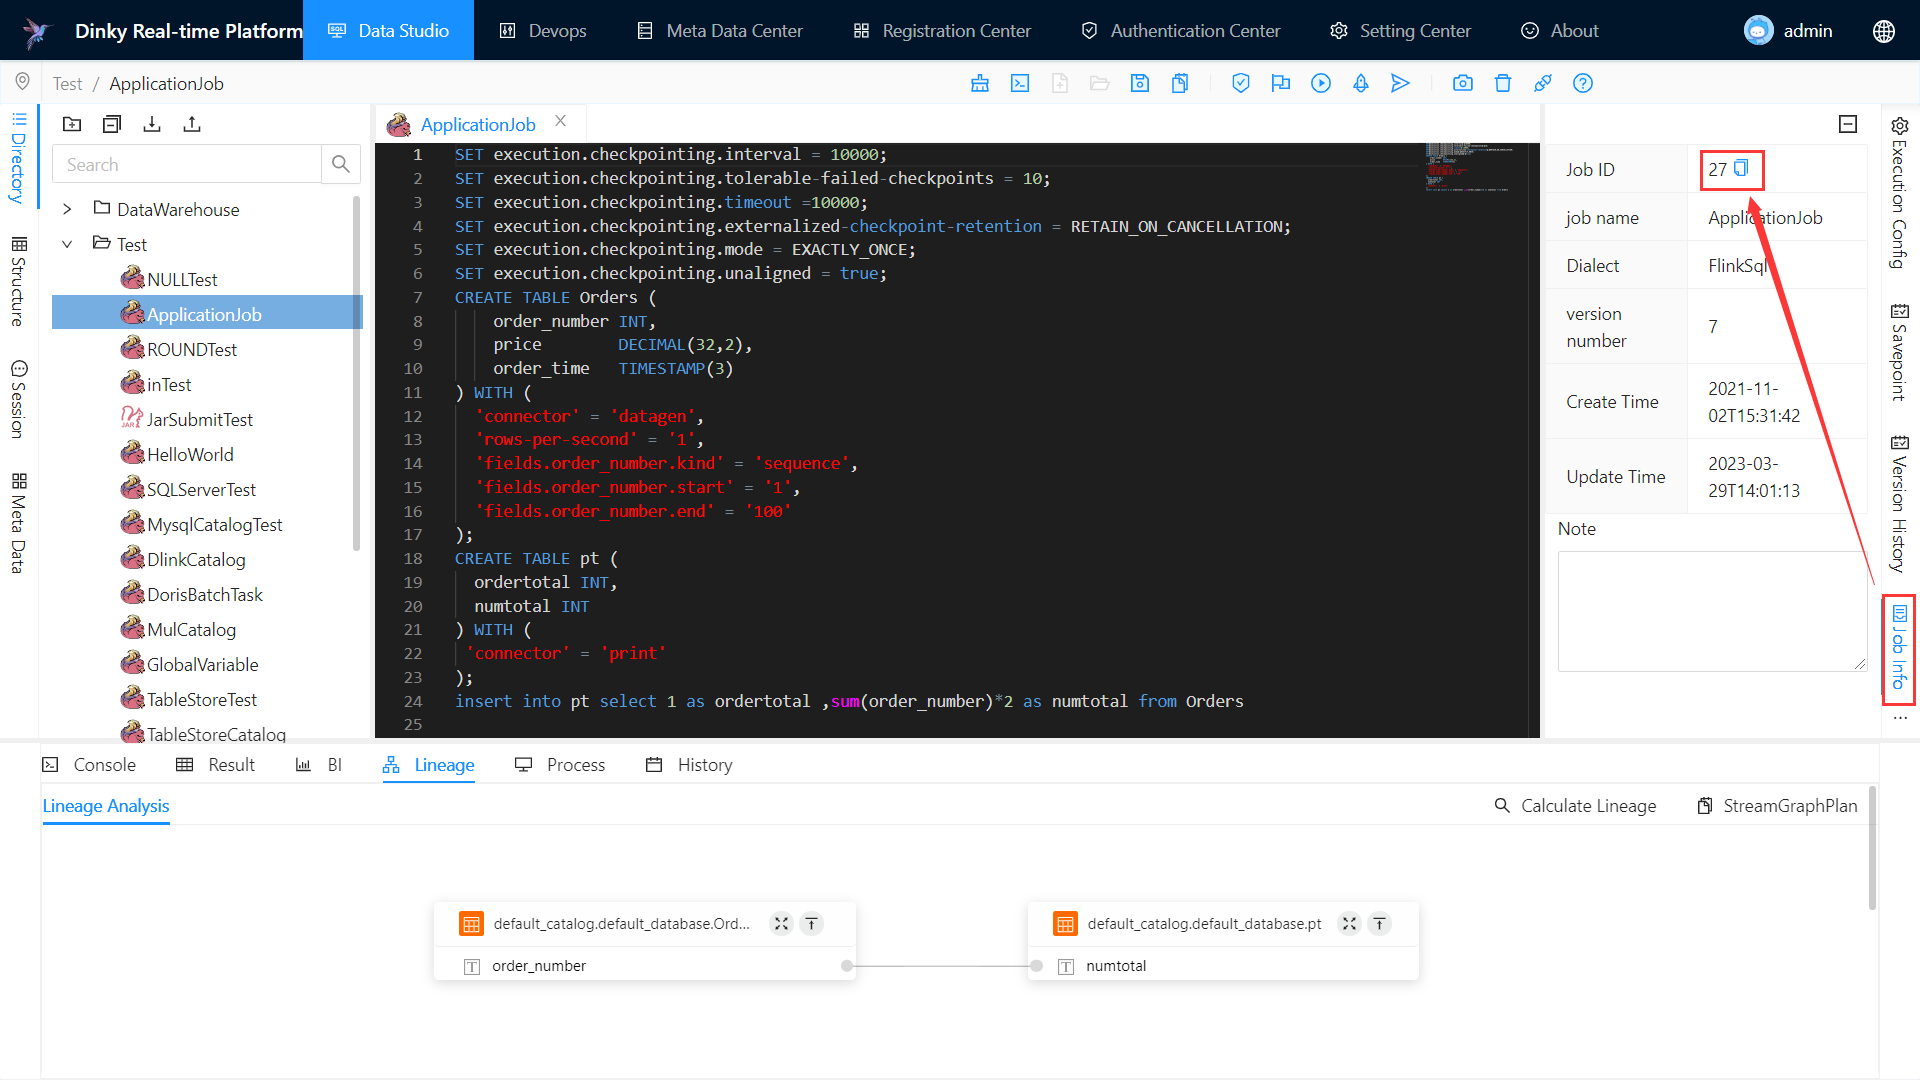 Dinky Real-time Platform
Data Studio
Devops
Meta Data Center
Registration Center
Authentication Center
Setting Center
About
admin
Test / ApplicationJob
Directory
Structure
Session
Meta Data
Search
DataWarehouse
Test
NULLTest
ApplicationJob
ROUNDTest
inTest
JarSubmitTest
HelloWorld
SQLServerTest
MysqlCatalogTest
DlinkCatalog
DorisBatchTask
MulCatalog
GlobalVariable
TableStoreTest
TableStoreCatalog
ApplicationJob
1 SET execution.checkpointing.interval = 10000;
2 SET execution.checkpointing.tolerable-failed-checkpoints = 10;
3 SET execution.checkpointing.timeout =10000;
4 SET execution.checkpointing.externalized-checkpoint-retention = RETAIN_ON_CANCELLATION;
5 SET execution.checkpointing.mode = EXACTLY_ONCE;
6 SET execution.checkpointing.unaligned = true;
7 CREATE TABLE Orders (
8 order_number INT,
9 price DECIMAL(32,2),
10 order_time TIMESTAMP(3)
11 ) WITH (
12 'connector' = 'datagen',
13 'rows-per-second' = '1',
14 'fields.order_number.kind' = 'sequence',
15 'fields.order_number.start' = '1',
16 'fields.order_number.end' = '100'
17 );
18 CREATE TABLE pt (
19 ordertotal INT,
20 numtotal INT
21 ) WITH (
22 'connector' = 'print'
23 );
24 insert into pt select 1 as ordertotal ,sum(order_number)*2 as numtotal from Orders
25
Job ID 27
job name ApplicationJob
Dialect FlinkSql
version number 7
Create Time 2021-11-02T15:31:42
Update Time 2023-03-29T14:01:13
Note
Execution Config
Savepoint
Version History
Job Info
...
Console
Result
BI
Lineage
Process
History
Lineage Analysis
Calculate Lineage
StreamGraphPlan
default_catalog.default_database.Ord...
order_number
default_catalog.default_database.pt
numtotal